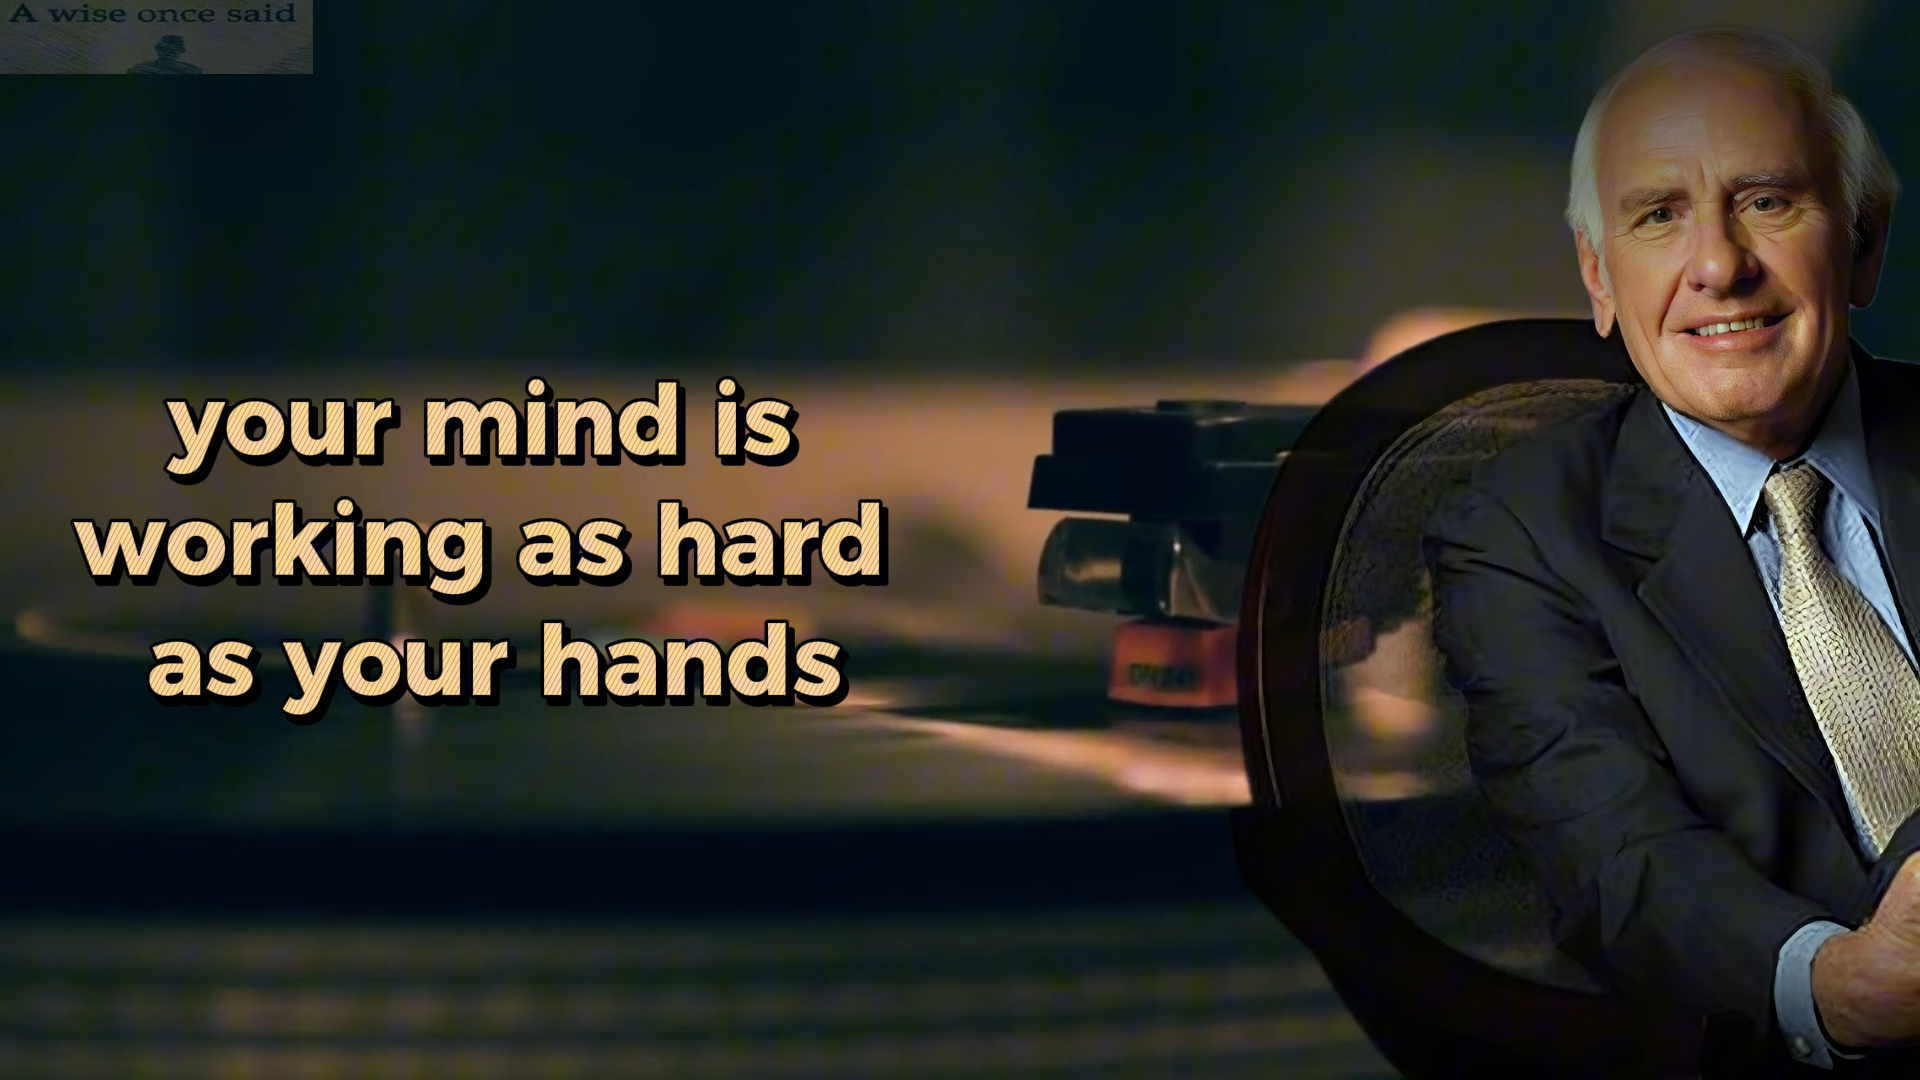 A wise once said
your mind is
working as hard
as your hands